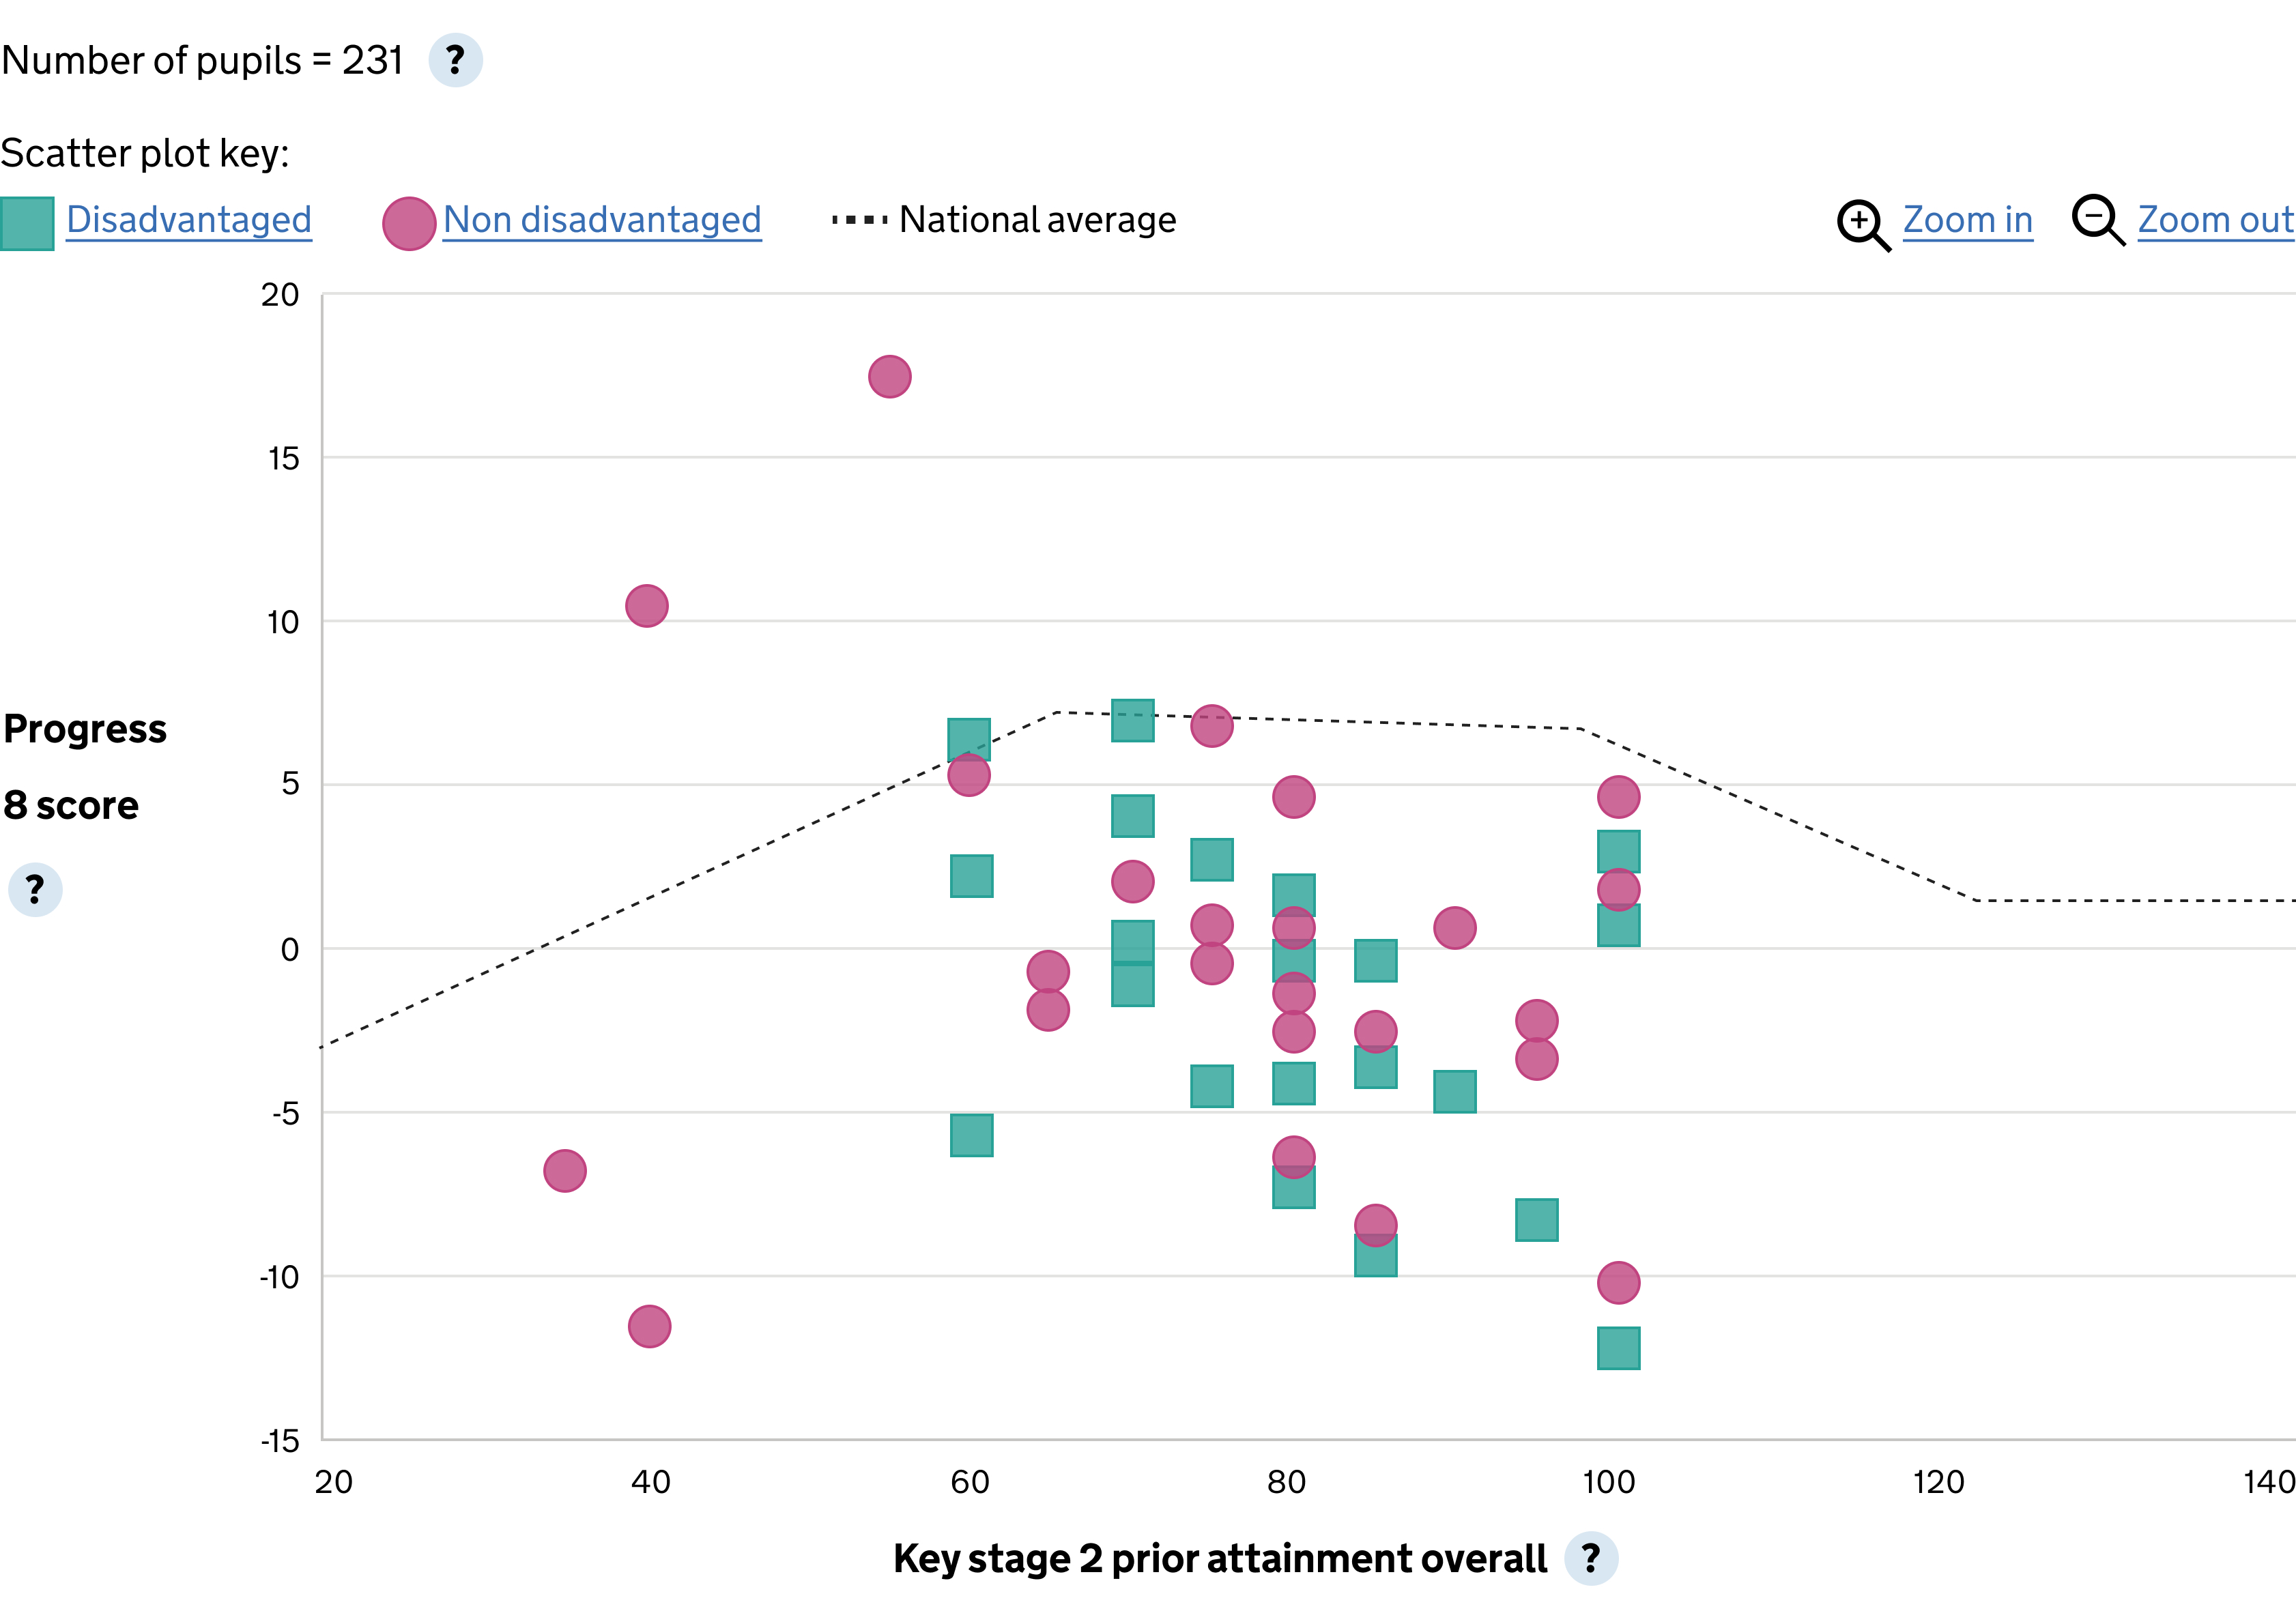 Number of pupils = 231 ?
Scatter plot key:
Disadvantaged Non disadvantaged National average Zoom in Zoom out
20
15
10
Progress
5
8 score
?
0
-5
-10
-15
20 40 60 80 100 120 140
Key stage 2 prior attainment overall ?